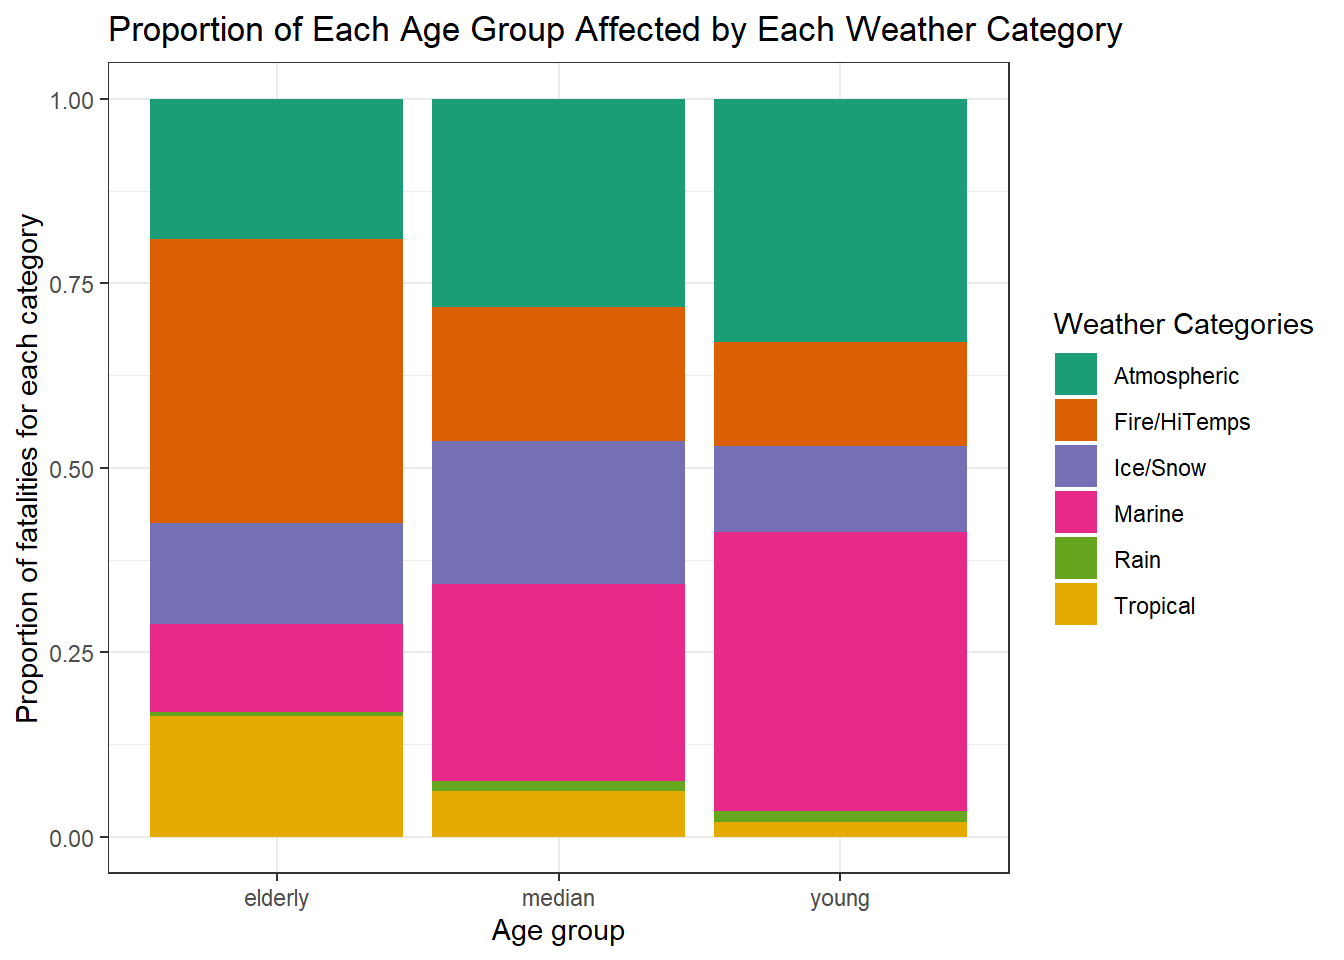 Proportion of Each Age Group Affected by Each Weather Category
Proportion of fatalities for each category
1.00
0.75
0.50
0.25
0.00
elderly
median
young
Age group
Weather Categories
Atmospheric
Fire/HiTemps
Ice/Snow
Marine
Rain
Tropical